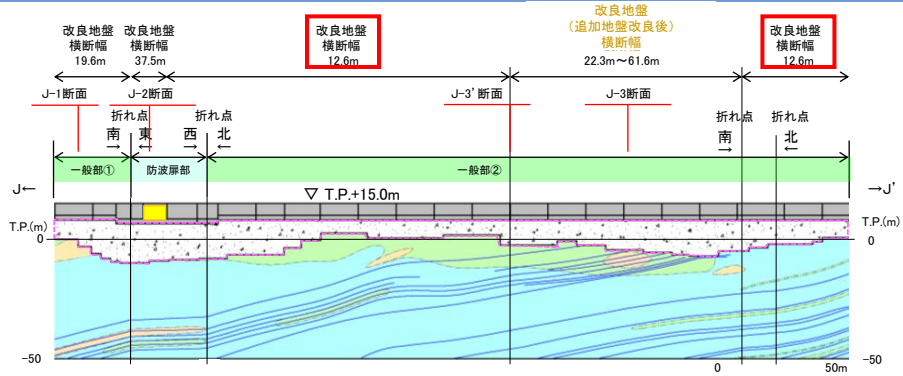 改良地盤
横断幅
19.6m
改良地盤
横断幅
37.5m
改良地盤
横断幅
12.6m
改良地盤
(追加地盤改良後)
横断幅
22.3m～61.6m
改良地盤
横断幅
12.6m
J-1断面
J-2断面
J-3'断面
J-3断面
折れ点
南 東
→ ←
折れ点
西 北
→ ←
折れ点
南
→
折れ点
北
←
一般部①
防波扉部
一般部②
J←
→J'
▽ T.P.+15.0m
T.P.(m)
T.P.(m)
0
0
-50
-50
0
50m